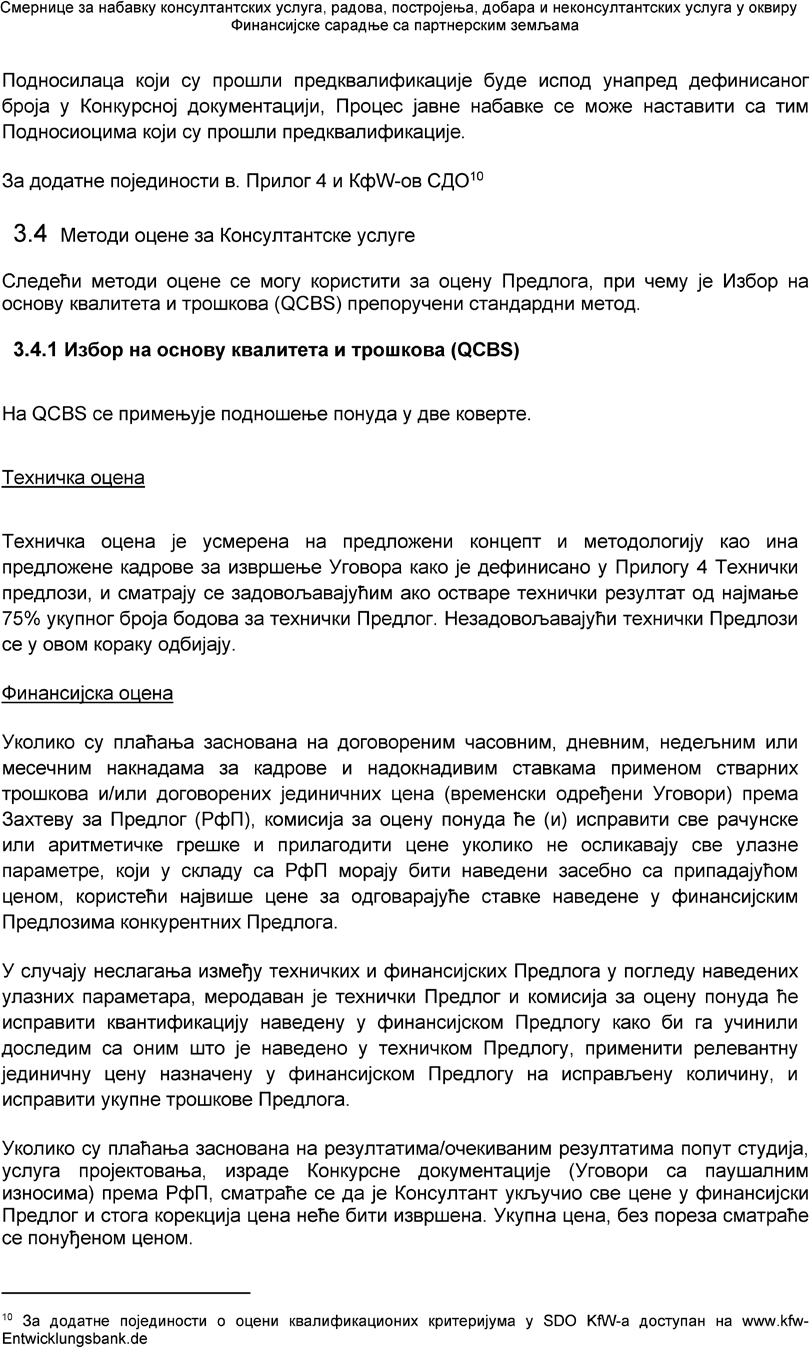 Смернице за набавку консултантских услуга, радова, постројења, добара и неконсултантских услуга у оквиру
Финансијске сарадње са партнерским земљама
Подносилаца који су прошли предквалификације буде испод унапред дефинисаног
броја у Конкурсној документацији, Процес јавне набавке се може наставити са тим
Подносиоцима који су прошли предквалификације.
За додатне појединости в. Прилог 4 и КфW-ов СДО¹⁰
3.4 Методи оцене за Консултантске услуге
Следећи методи оцене се могу користити за оцену Предлога, при чему је Избор на
основу квалитета и трошкова (QCBS) препоручени стандардни метод.
3.4.1 Избор на основу квалитета и трошкова (QCBS)
На QCBS се примењује подношење понуда у две коверте.
Техничка оцена
Техничка оцена је усмерена на предложени концепт и методологију као ина
предложене кадрове за извршење Уговора како је дефинисано у Прилогу 4 Технички
предлози, и сматрају се задовољавајућим ако остваре технички резултат од најмање
75% укупног броја бодова за технички Предлог. Незадовољавајући технички Предлози
се у овом кораку одбијају.
Финансијска оцена
Уколико су плаћања заснована на договореним часовним, дневним, недељним или
месечним накнадама за кадрове и надокнадивим ставкама применом стварних
трошкова и/или договорених јединичних цена (временски одређени Уговори) према
Захтеву за Предлог (РфП), комисија за оцену понуда ће (и) исправити све рачунске
или аритметичке грешке и прилагодити цене уколико не осликавају све улазне
параметре, који у складу са РфП морају бити наведени засебно са припадајућом
ценом, користећи највише цене за одговарајуће ставке наведене у финансијским
Предлозима конкурентних Предлога.
У случају неслагања између техничких и финансијских Предлога у погледу наведених
улазних параметара, меродаван је технички Предлог и комисија за оцену понуда ће
исправити квантификацију наведену у финансијском Предлогу како би га учинили
доследим са оним што је наведено у техничком Предлогу, применити релевантну
јединичну цену назначену у финансијском Предлогу на исправљену количину, и
исправити укупне трошкове Предлога.
Уколико су плаћања заснована на резултатима/очекиваним резултатима попут студија,
услуга пројектовања, израде Конкурсне документације (Уговори са паушалним
износима) према РфП, сматраће се да је Консултант укључио све цене у финансијски
Предлог и стога корекција цена неће бити извршена. Укупна цена, без пореза сматраће
се понуђеном ценом.
¹⁰ За додатне појединости о оцени квалификационих критеријума у SDO KfW-а доступан на www.kfw-
Entwicklungsbank.de